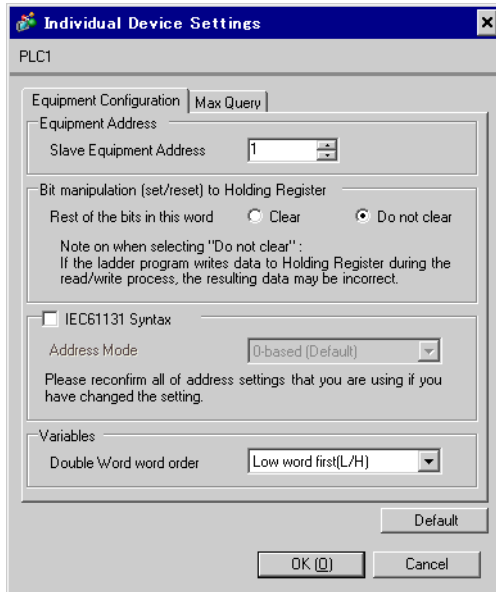 Individual Device Settings
PLC1
Equipment Configuration
Max Query
Equipment Address
Slave Equipment Address
1
Bit manipulation (set/reset) to Holding Register
Rest of the bits in this word
Clear
Do not clear
Note on when selecting "Do not clear" :
If the ladder program writes data to Holding Register during the
read/write process, the resulting data may be incorrect.
IEC61131 Syntax
Address Mode
0-based (Default)
Please reconfirm all of address settings that you are using if you
have changed the setting.
Variables
Double Word word order
Low word first(L/H)
Default
OK (O)
Cancel